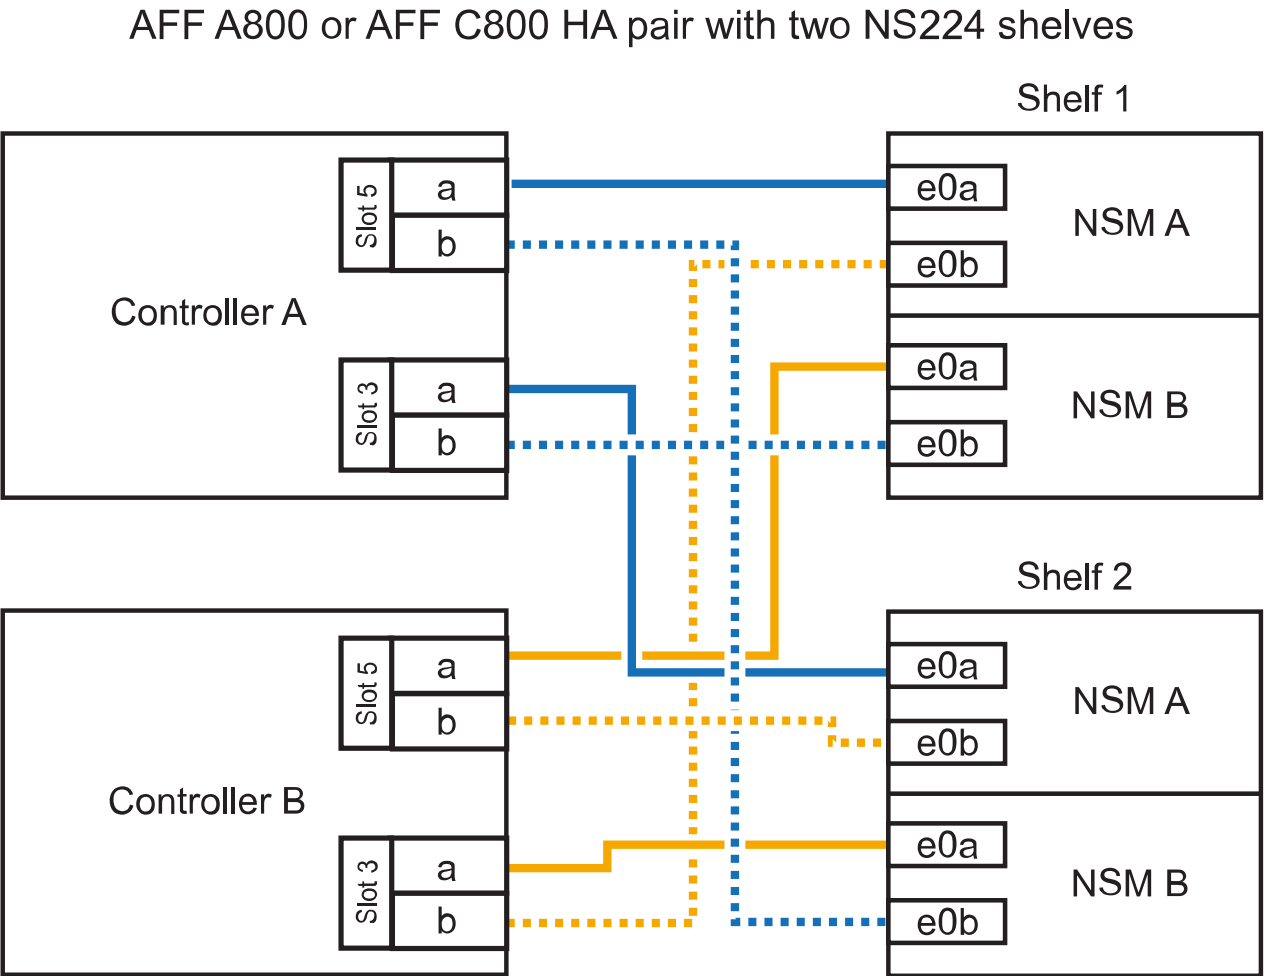 AFF A800 or AFF C800 HA pair with two NS224 shelves
Shelf 1
Controller A
Slot 5
a
b
Slot 3
a
b
e0a
e0b
NSM A
e0a
e0b
NSM B
Shelf 2
Controller B
Slot 5
a
b
Slot 3
a
b
e0a
e0b
NSM A
e0a
e0b
NSM B